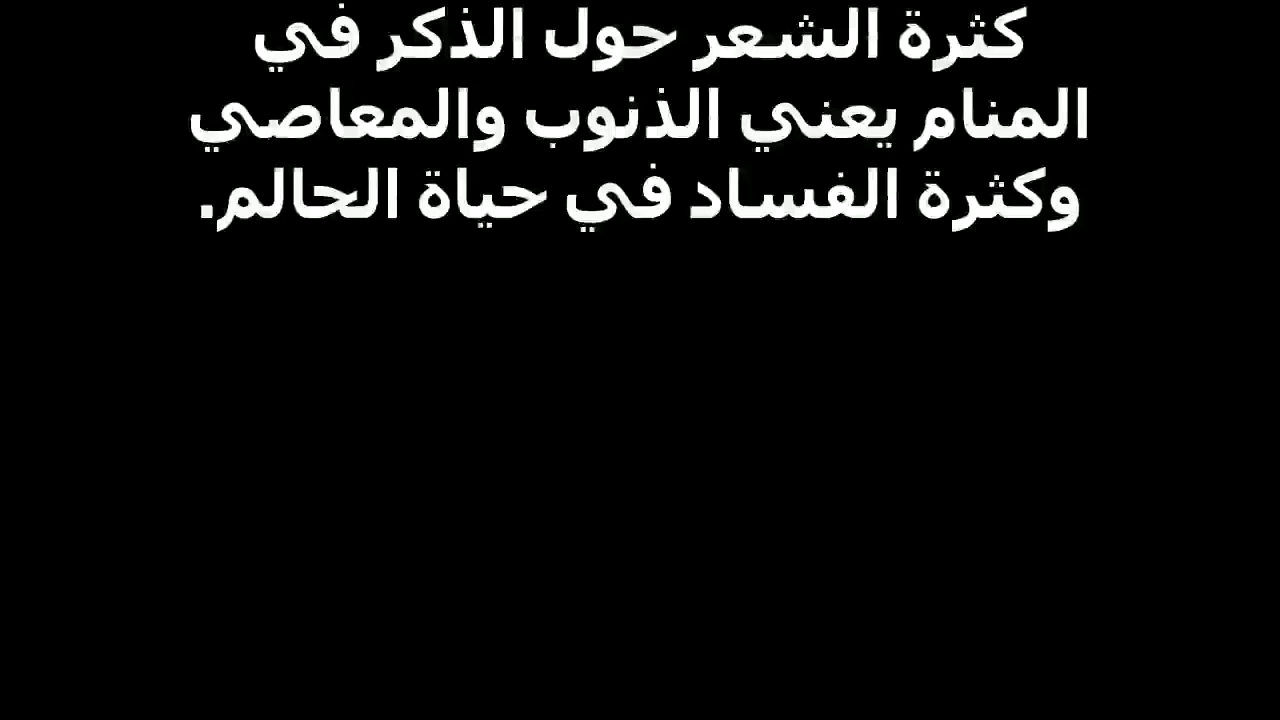 كثرة الشعر حول الذكر في
المنام يعني الذنوب والمعاصي
وكثرة الفساد في حياة الحالم.